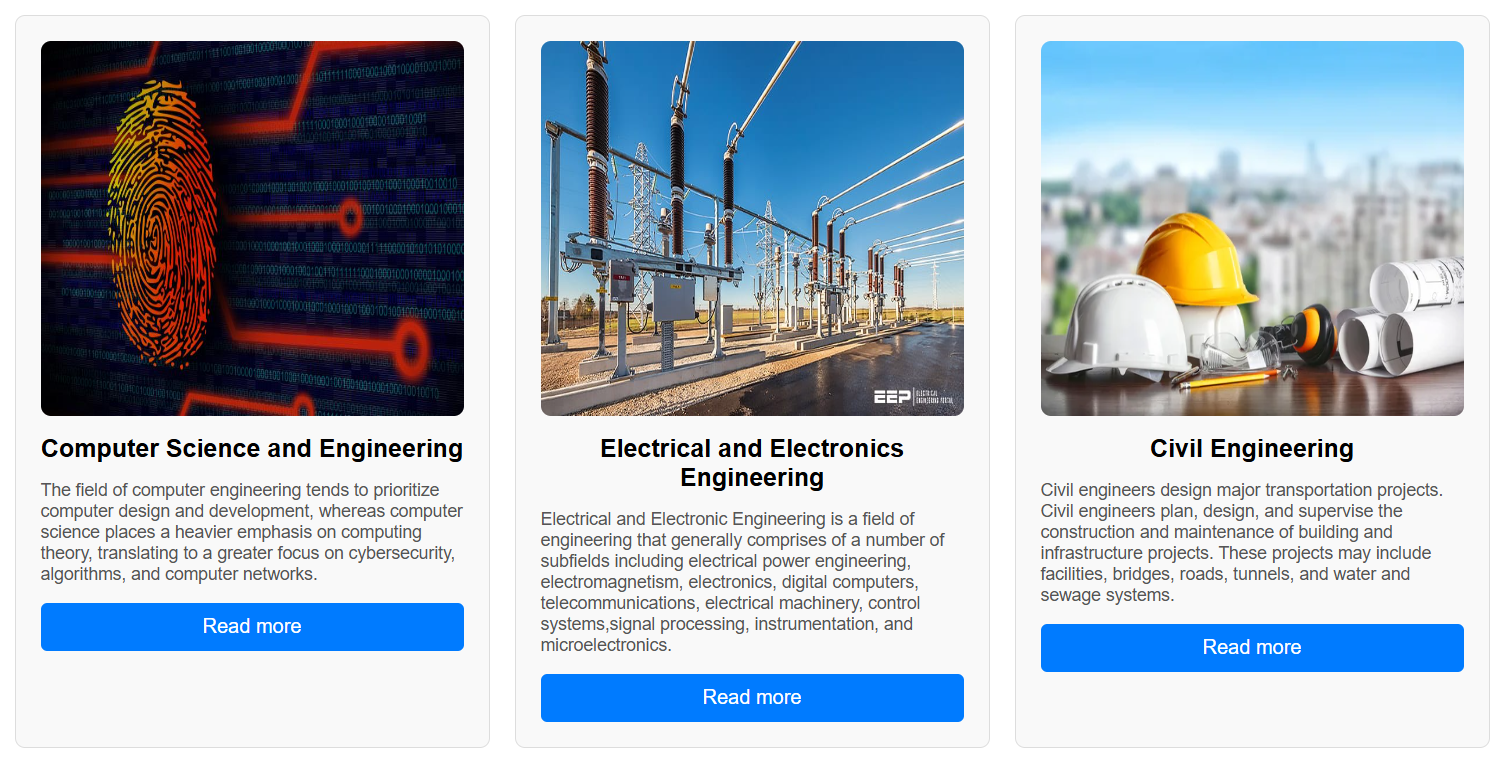 Computer Science and Engineering
The field of computer engineering tends to prioritize
computer design and development, whereas computer
science places a heavier emphasis on computing
theory, translating to a greater focus on cybersecurity,
algorithms, and computer networks.
Read more
EEP ELECTRICAL
ENGINEERING PORTAL
Electrical and Electronics
Engineering
Electrical and Electronic Engineering is a field of
engineering that generally comprises of a number of
subfields including electrical power engineering,
electromagnetism, electronics, digital computers,
telecommunications, electrical machinery, control
systems,signal processing, instrumentation, and
microelectronics.
Read more
Civil Engineering
Civil engineers design major transportation projects.
Civil engineers plan, design, and supervise the
construction and maintenance of building and
infrastructure projects. These projects may include
facilities, bridges, roads, tunnels, and water and
sewage systems.
Read more